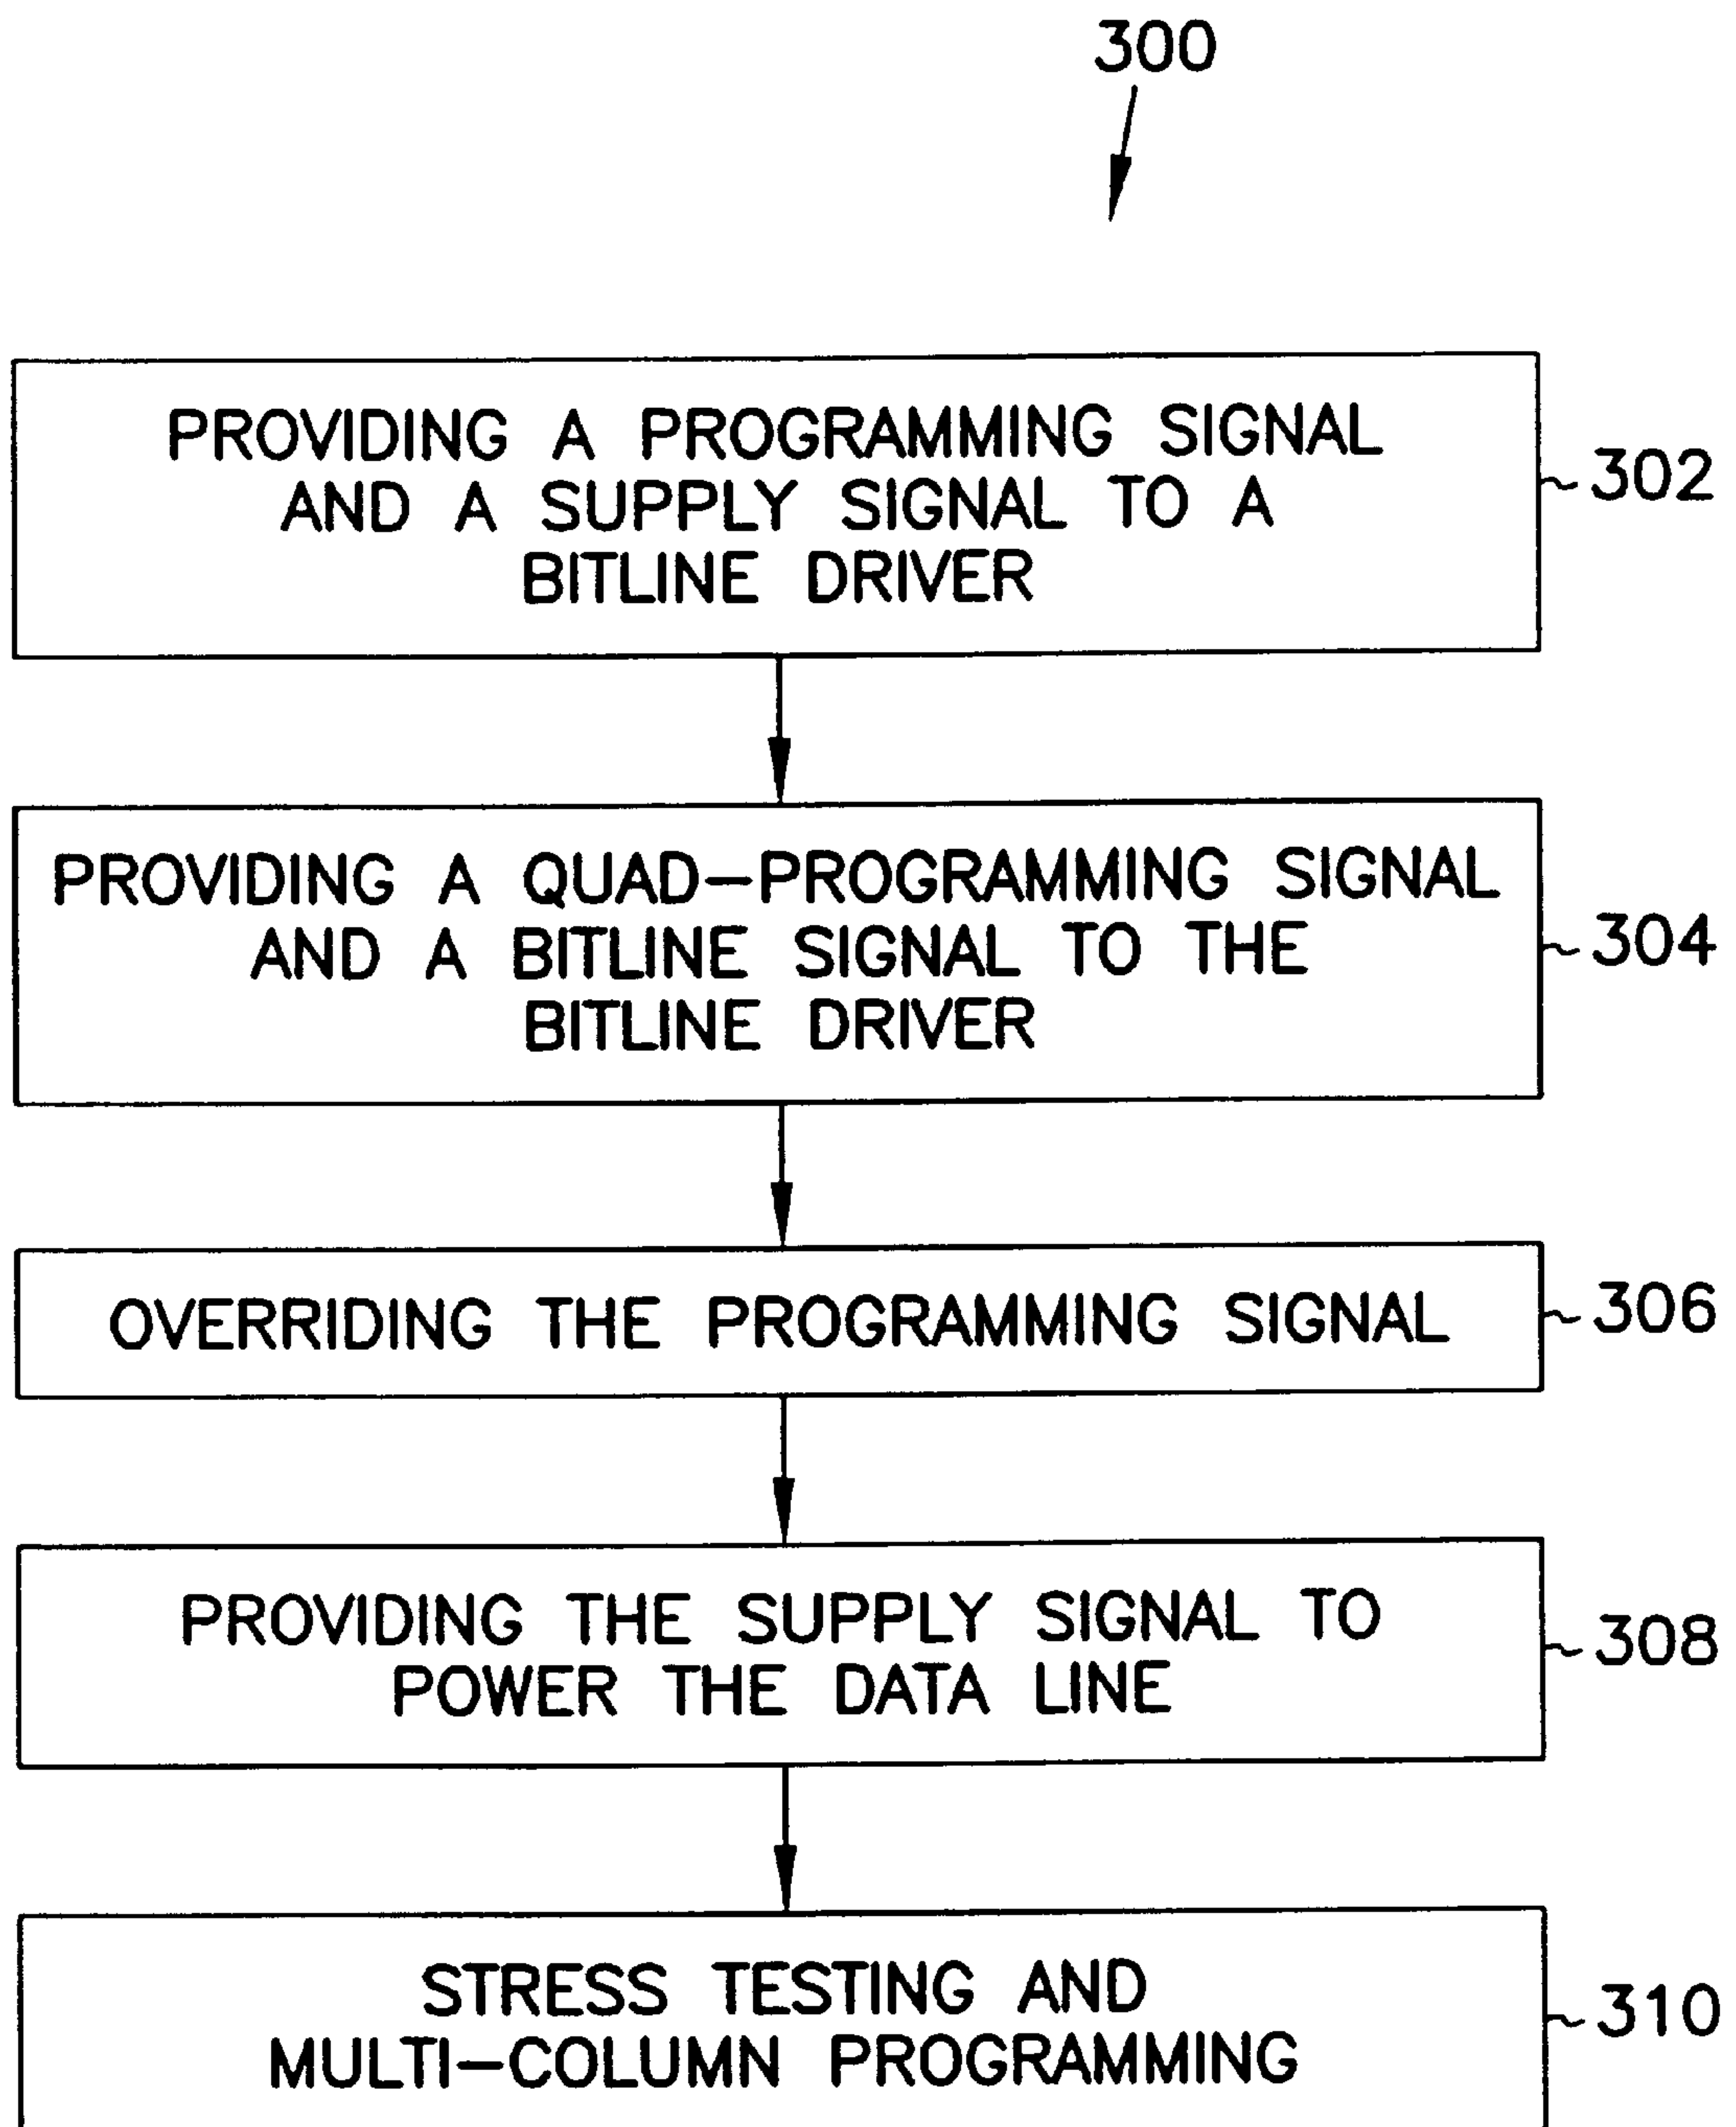 300
PROVIDING A PROGRAMMING SIGNAL
AND A SUPPLY SIGNAL TO A
BITLINE DRIVER
302
PROVIDING A QUAD-PROGRAMMING SIGNAL
AND A BITLINE SIGNAL TO THE
BITLINE DRIVER
304
OVERRIDING THE PROGRAMMING SIGNAL
306
PROVIDING THE SUPPLY SIGNAL TO
POWER THE DATA LINE
308
STRESS TESTING AND
MULTI-COLUMN PROGRAMMING
310